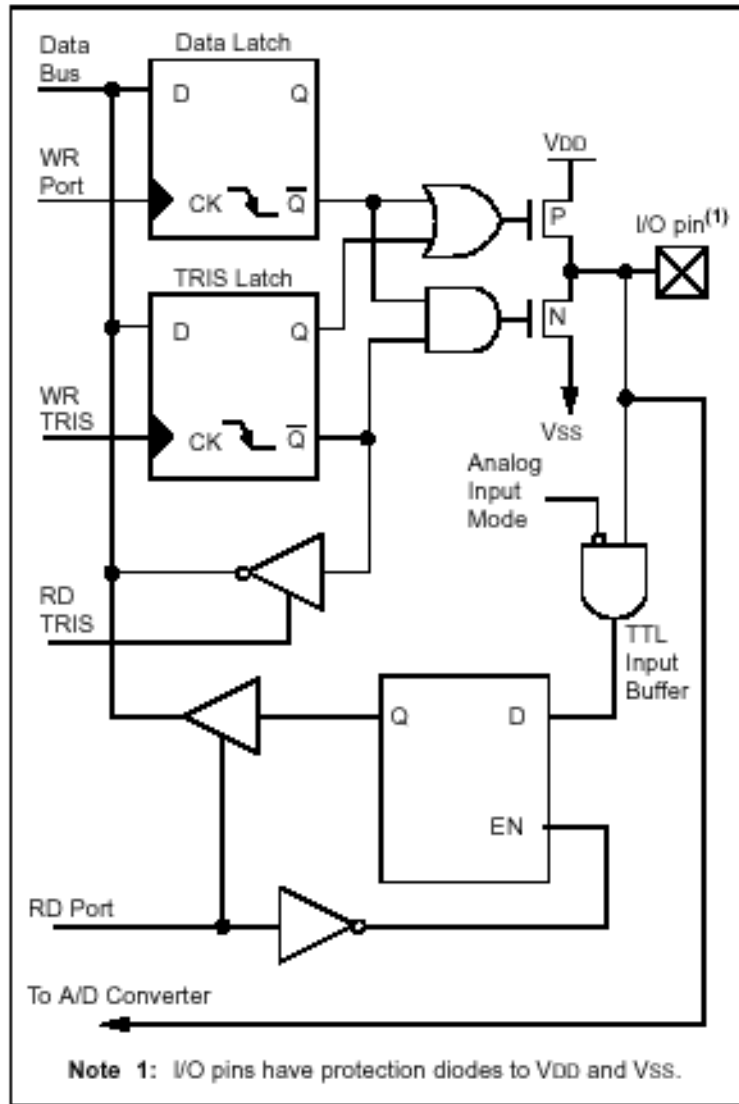 Data
Bus
Data Latch
D
Q
WR
Port
CK
Q̅
VDD
P
I/O pin(1)
TRIS Latch
D
Q
N
WR
TRIS
CK
Q̅
VSS
Analog
Input
Mode
RD
TRIS
TTL
Input
Buffer
Q
D
EN
RD Port
To A/D Converter
Note 1: I/O pins have protection diodes to VDD and VSS.